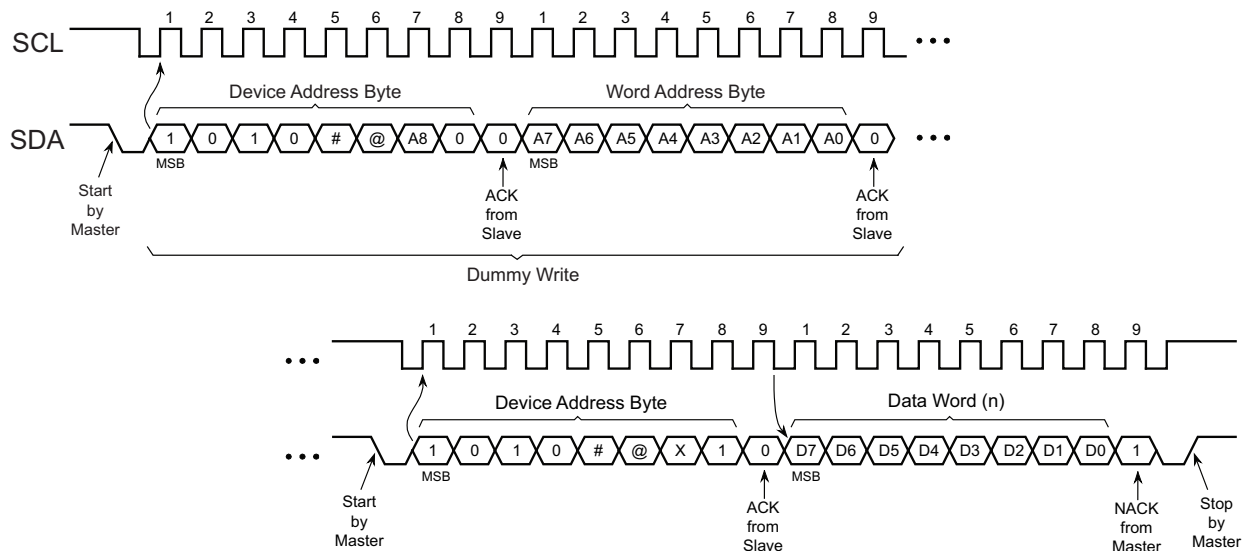 1 2 3 4 5 6 7 8 9 1 2 3 4 5 6 7 8 9
SCL
Device Address Byte Word Address Byte
SDA 1 0 1 0 # @ A8 0 0 A7 A6 A5 A4 A3 A2 A1 A0 0
MSB MSB
Start
by
Master
ACK
from
Slave
ACK
from
Slave
Dummy Write
1 2 3 4 5 6 7 8 9 1 2 3 4 5 6 7 8 9
Device Address Byte Data Word (n)
1 0 1 0 # @ X 1 0 D7 D6 D5 D4 D3 D2 D1 D0 1
MSB MSB
Start
by
Master
ACK
from
Slave
NACK
from
Master
Stop
by
Master